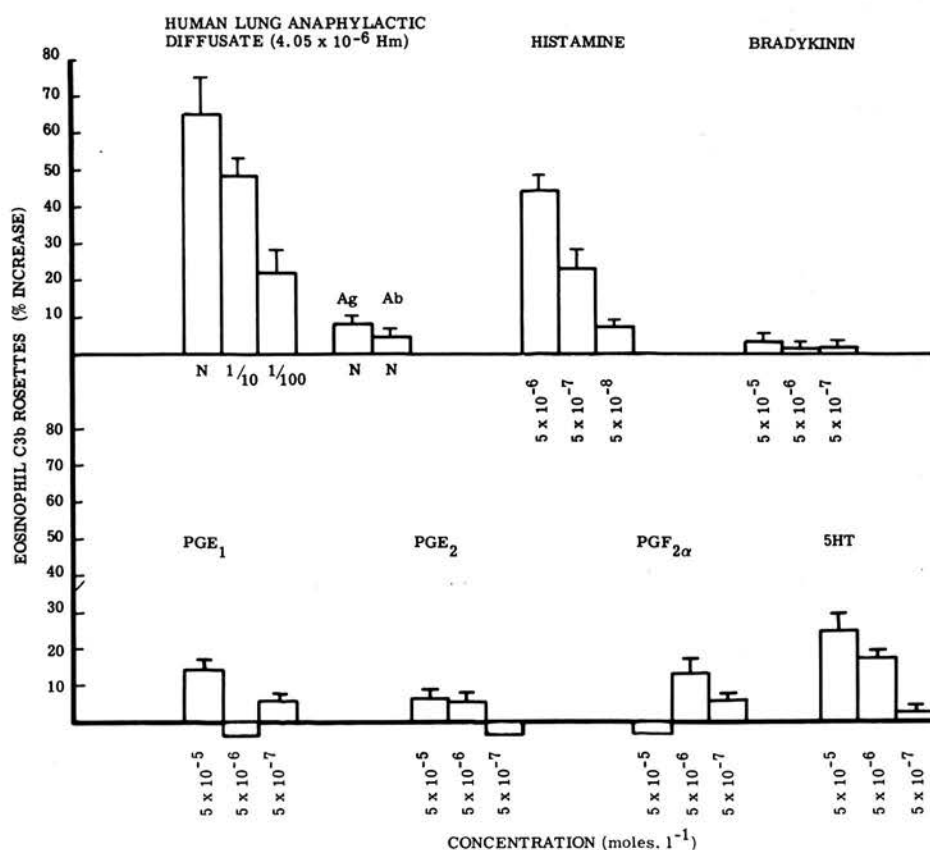 HUMAN LUNG ANAPHYLACTIC
DIFFUSATE (4.05 x 10⁻⁶ Hm)
HISTAMINE
BRADYKININ
EOSINOPHIL C3b ROSETTES (% INCREASE)
80
70
60
50
40
30
20
10
Ag
Ab
N
1/10
1/100
N
N
5 x 10⁻⁶
5 x 10⁻⁷
5 x 10⁻⁸
5 x 10⁻⁵
5 x 10⁻⁶
5 x 10⁻⁷
80
70
60
50
40
30
20
10
PGE₁
PGE₂
PGF₂α
5HT
5 x 10⁻⁵
5 x 10⁻⁶
5 x 10⁻⁷
5 x 10⁻⁵
5 x 10⁻⁶
5 x 10⁻⁷
5 x 10⁻⁵
5 x 10⁻⁶
5 x 10⁻⁷
5 x 10⁻⁵
5 x 10⁻⁶
5 x 10⁻⁷
CONCENTRATION (moles. l⁻¹)